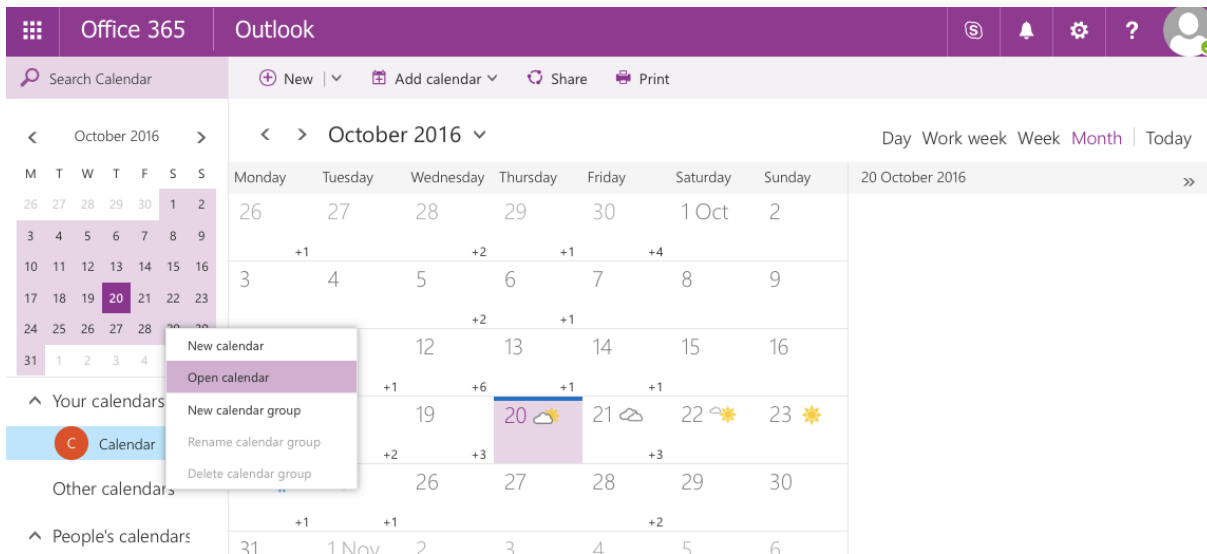 Office 365 Outlook S ?
Search Calendar New Add calendar Share Print
October 2016
M T W T F S S
26 27 28 29 30 1 2
3 4 5 6 7 8 9
10 11 12 13 14 15 16
17 18 19 20 21 22 23
24 25 26 27 28
31 1 2 3 4
Your calendars
C Calendar
Other calendars
People's calendars
New calendar
Open calendar
New calendar group
Rename calendar group
Delete calendar group
October 2016
Day Work week Week Month Today
Monday Tuesday Wednesday Thursday Friday Saturday Sunday
26 27 28 29 30 1 Oct 2
+1 +2 +1 +4
3 4 5 6 7 8 9
+2 +1
12 13 14 15 16
+1 +6 +1 +1
19 20 21 22 23
+2 +3 +3
26 27 28 29 30
+1 +1 +2
31 1 Nov 2 3 4 5 6
20 October 2016